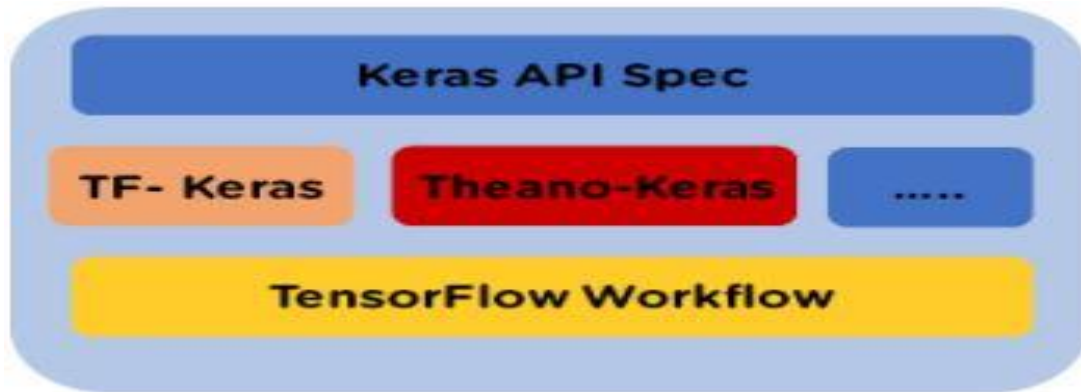 Keras API Spec
TF- Keras Theano-Keras .....
TensorFlow Workflow